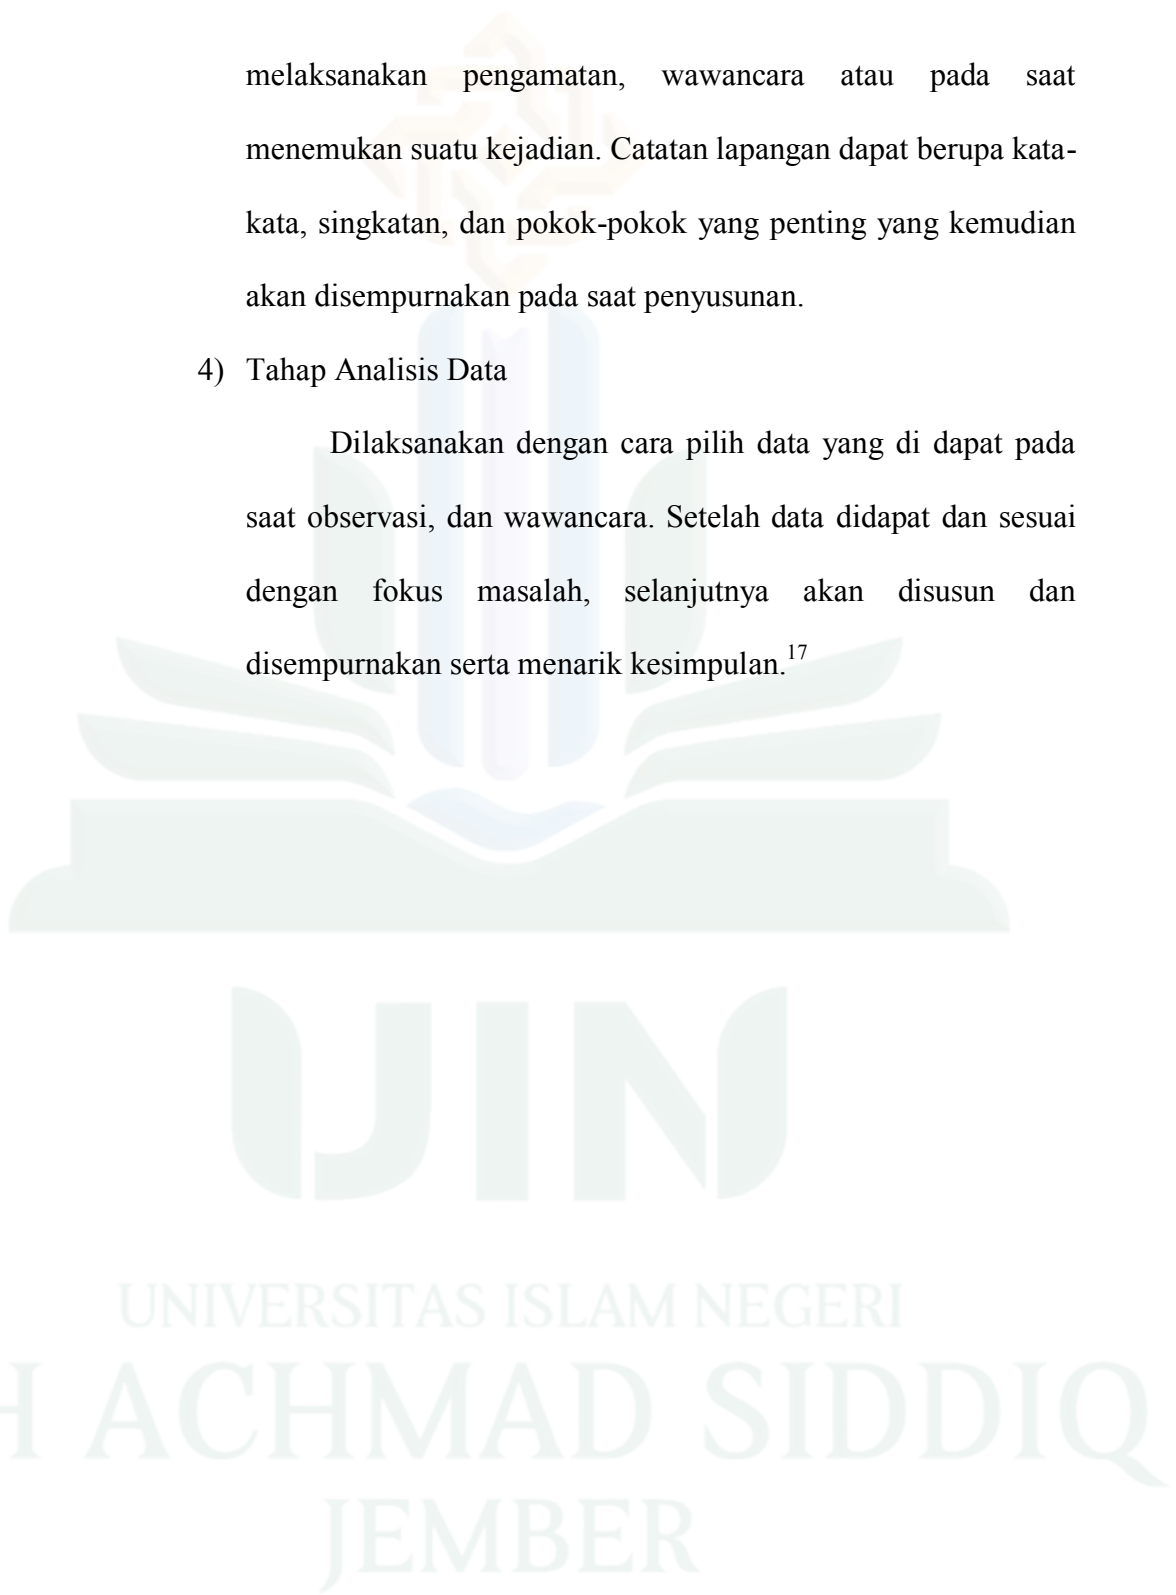 melaksanakan pengamatan, wawancara atau pada saat
menemukan suatu kejadian. Catatan lapangan dapat berupa kata-
kata, singkatan, dan pokok-pokok yang penting yang kemudian
akan disempurnakan pada saat penyusunan.
4) Tahap Analisis Data
Dilaksanakan dengan cara pilih data yang di dapat pada
saat observasi, dan wawancara. Setelah data didapat dan sesuai
dengan fokus masalah, selanjutnya akan disusun dan
disempurnakan serta menarik kesimpulan.17
UIN
UNIVERSITAS ISLAM NEGERI
H ACHMAD SIDDIQ
JEMBER